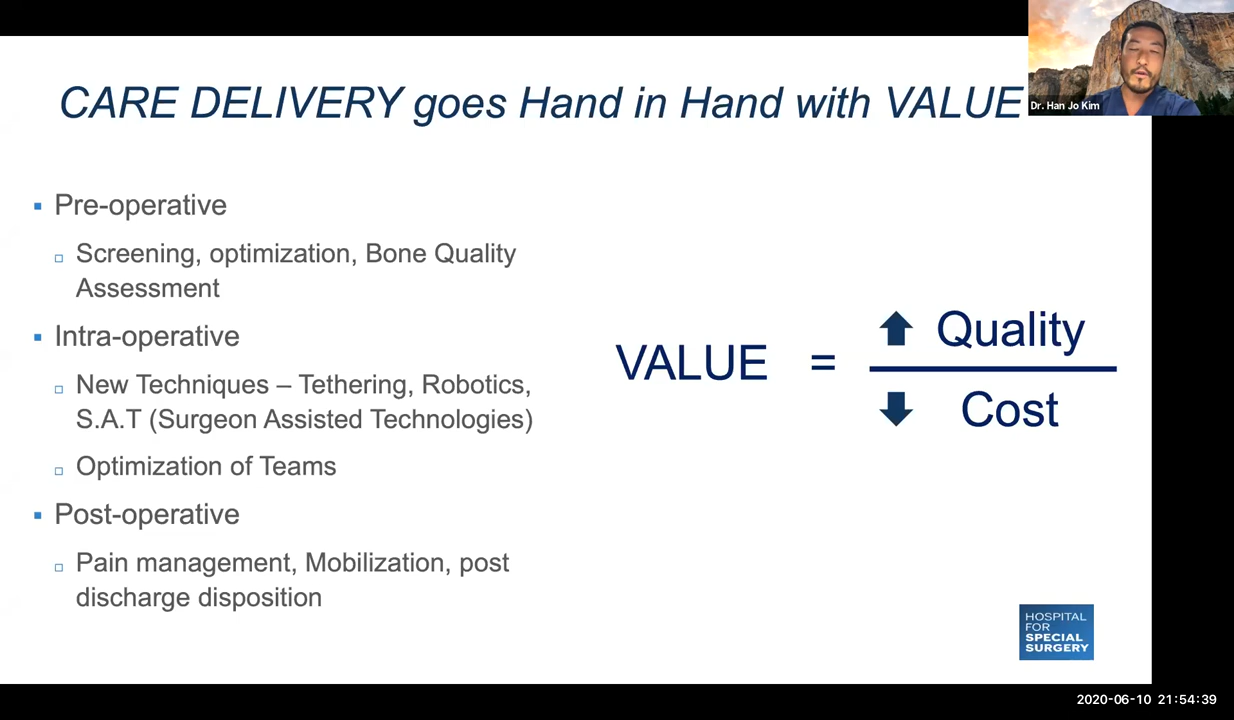 CARE DELIVERY goes Hand in Hand with VALUE
Dr. Han Jo Kim
Pre-operative
Screening, optimization, Bone Quality
Assessment
Intra-operative
New Techniques – Tethering, Robotics,
S.A.T (Surgeon Assisted Technologies)
Optimization of Teams
Post-operative
Pain management, Mobilization, post
discharge disposition
VALUE = Quality
Cost
HOSPITAL
FOR
SPECIAL
SURGERY
2020-06-10 21:54:39